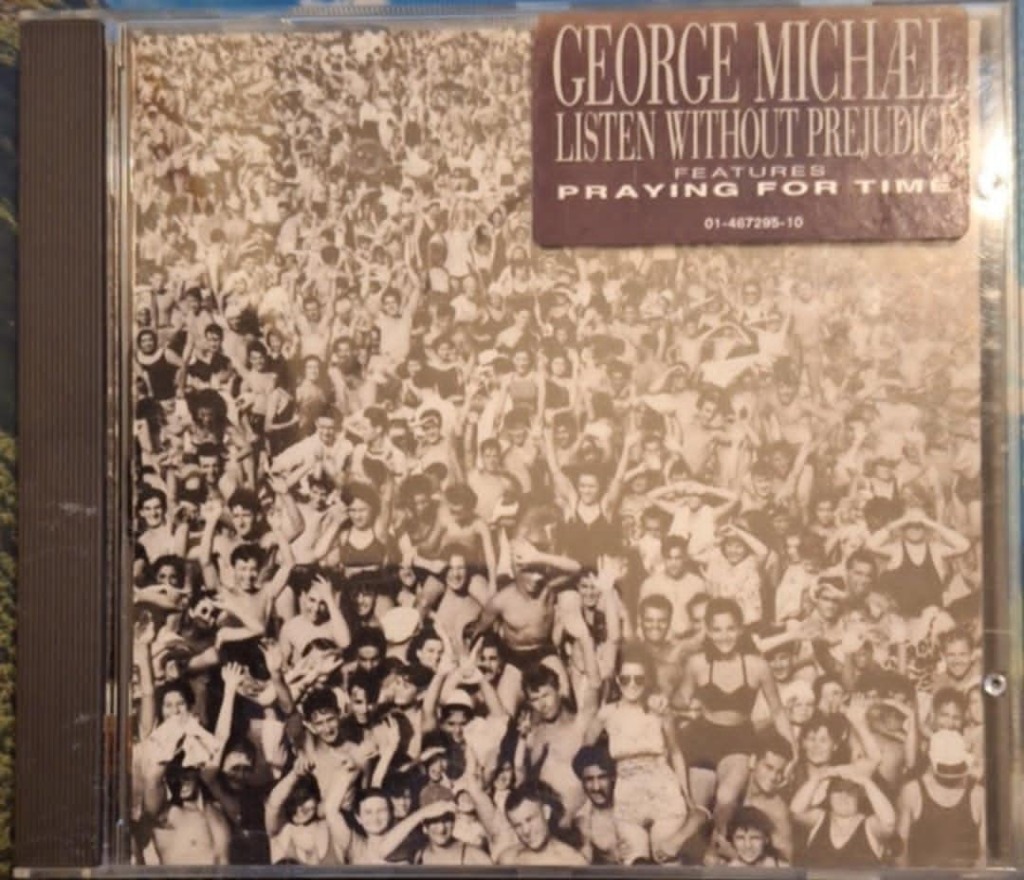 GEORGE MICHÆL
LISTEN WITHOUT PREJUDICE
FEATURES
PRAYING FOR TIME
01-467295-10